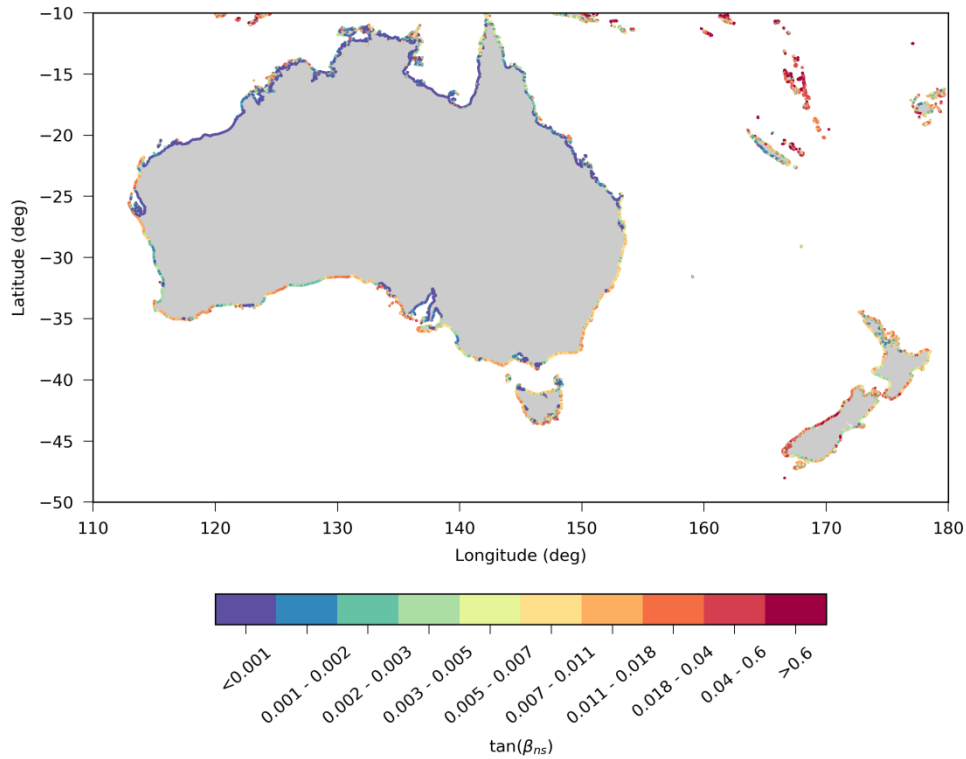 −10
−15
−20
−25
−30
−35
−40
−45
−50
Latitude (deg)
110 120 130 140 150 160 170 180
Longitude (deg)
<0.001
0.001 - 0.002
0.002 - 0.003
0.003 - 0.005
0.005 - 0.007
0.007 - 0.011
0.011 - 0.018
0.018 - 0.04
0.04 - 0.6
>0.6
tan(βns)